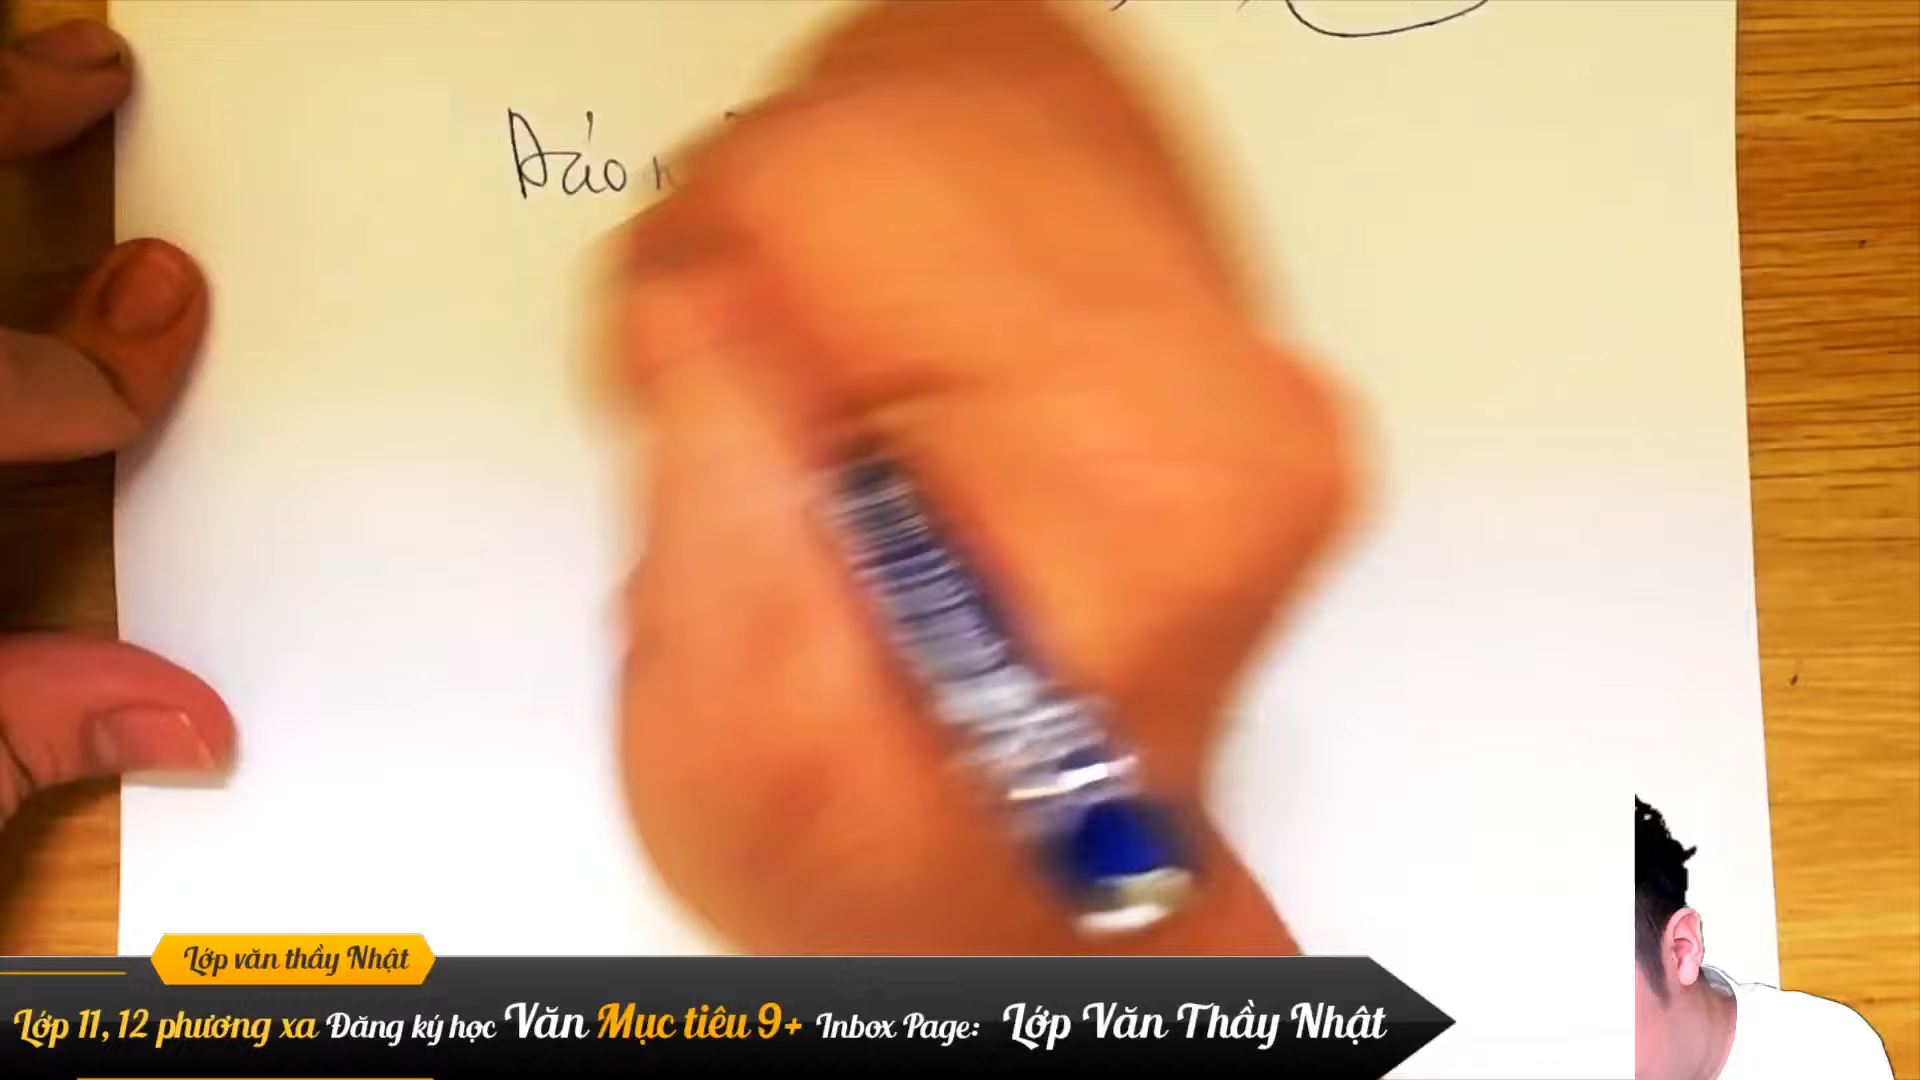 Đảo
Lớp văn thầy Nhật
Lớp 11, 12 phương xa Đăng ký học Văn Mục tiêu 9+ Inbox Page: Lớp Văn Thầy Nhật